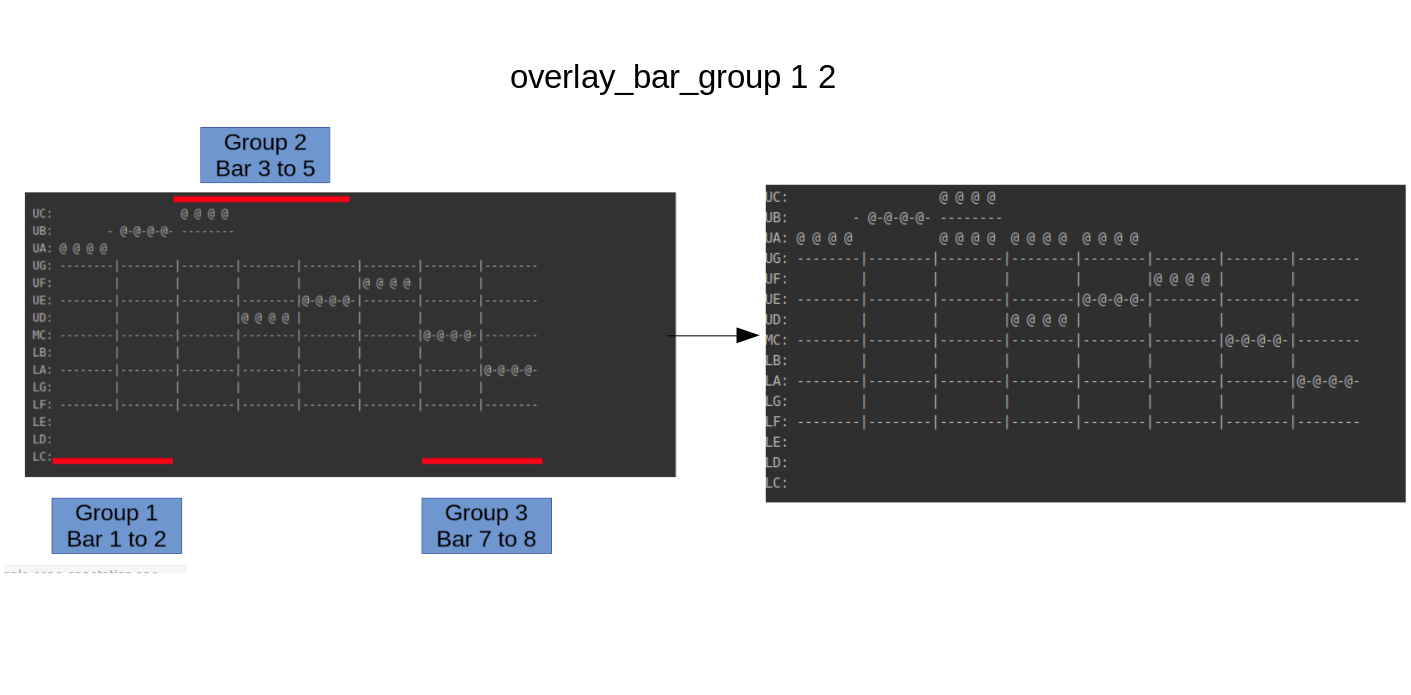 overlay_bar_group 1 2
Group 2
Bar 3 to 5
UC:                   @ @ @ @
UB:        - @-@-@-@- --------
UA: @ @ @ @
UG: --------|--------|--------|--------|--------|--------|--------|--------
UF:         |        |        |        |        |@ @ @ @ |        |
UE: --------|--------|--------|--------|@-@-@-@-|--------|--------|--------
UD:         |        |        |@ @ @ @ |        |        |        |
MC: --------|--------|--------|--------|--------|--------|@-@-@-@-|--------
LB:         |        |        |        |        |        |        |
LA: --------|--------|--------|--------|--------|--------|--------|@-@-@-@-
LG:         |        |        |        |        |        |        |
LF: --------|--------|--------|--------|--------|--------|--------|--------
LE:
LD:
LC:
Group 1
Bar 1 to 2
Group 3
Bar 7 to 8
UC:                   @ @ @ @
UB:        - @-@-@-@- --------
UA: @ @ @ @           @ @ @ @  @ @ @ @  @ @ @ @
UG: --------|--------|--------|--------|--------|--------|--------|--------
UF:         |        |        |        |        |@ @ @ @ |        |
UE: --------|--------|--------|--------|@-@-@-@-|--------|--------|--------
UD:         |        |        |@ @ @ @ |        |        |        |
MC: --------|--------|--------|--------|--------|--------|@-@-@-@-|--------
LB:         |        |        |        |        |        |        |
LA: --------|--------|--------|--------|--------|--------|--------|@-@-@-@-
LG:         |        |        |        |        |        |        |
LF: --------|--------|--------|--------|--------|--------|--------|--------
LE:
LD:
LC: